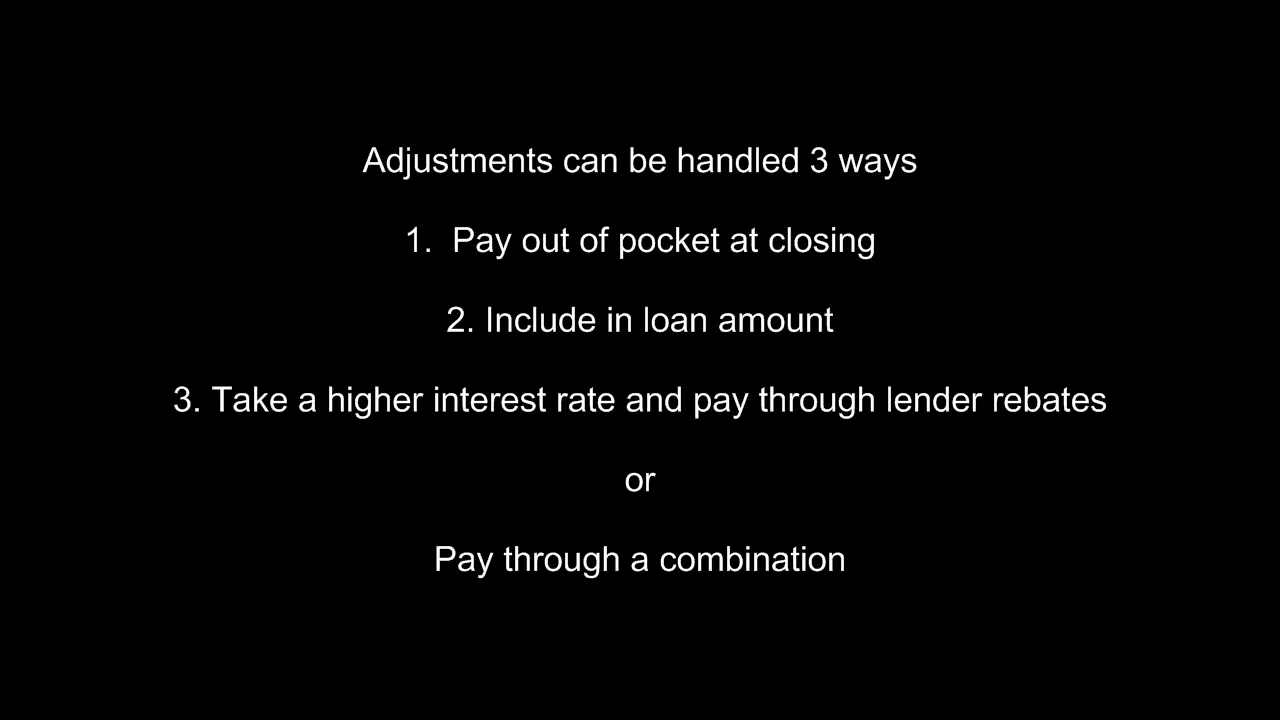 Adjustments can be handled 3 ways
1.  Pay out of pocket at closing
2. Include in loan amount
3. Take a higher interest rate and pay through lender rebates
or
Pay through a combination